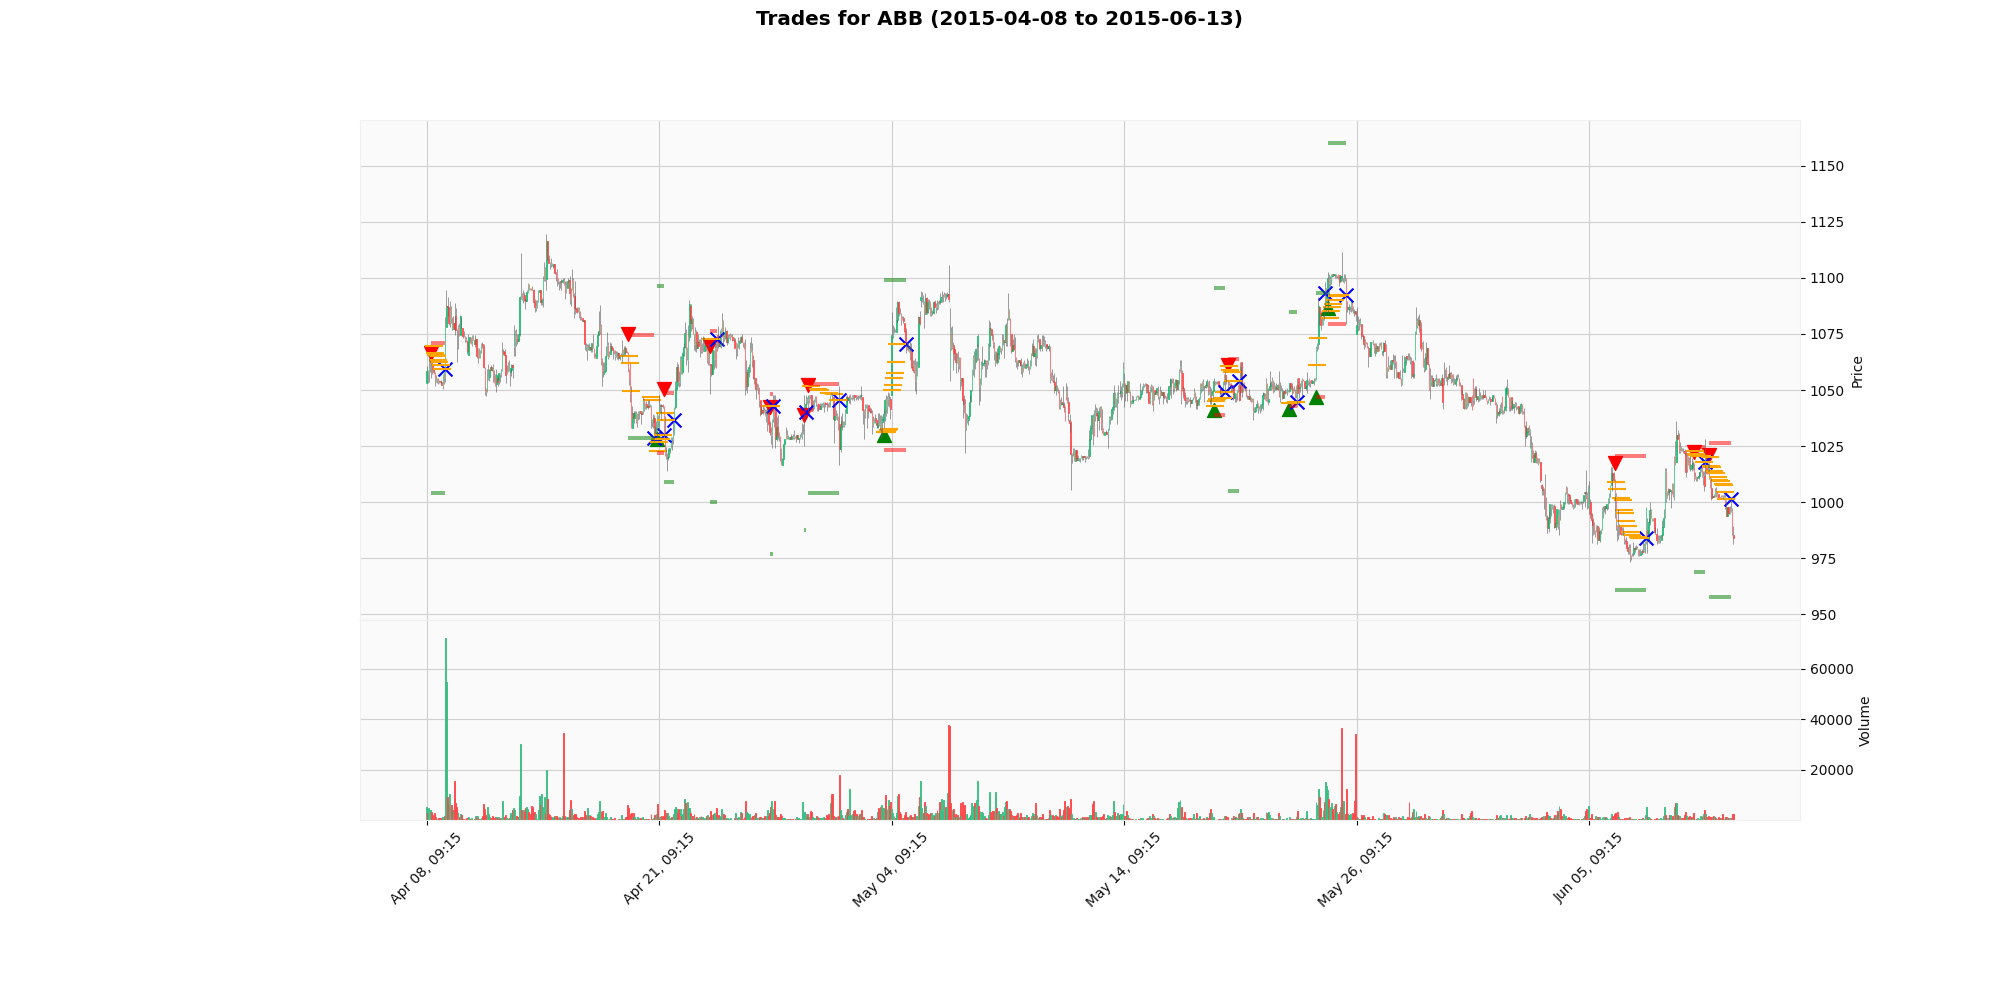 Trades for ABB (2015-04-08 to 2015-06-13)
1150
1125
1100
1075
1050
1025
1000
975
950
Price
60000
40000
20000
Volume
Apr 08, 09:15
Apr 21, 09:15
May 04, 09:15
May 14, 09:15
May 26, 09:15
Jun 05, 09:15